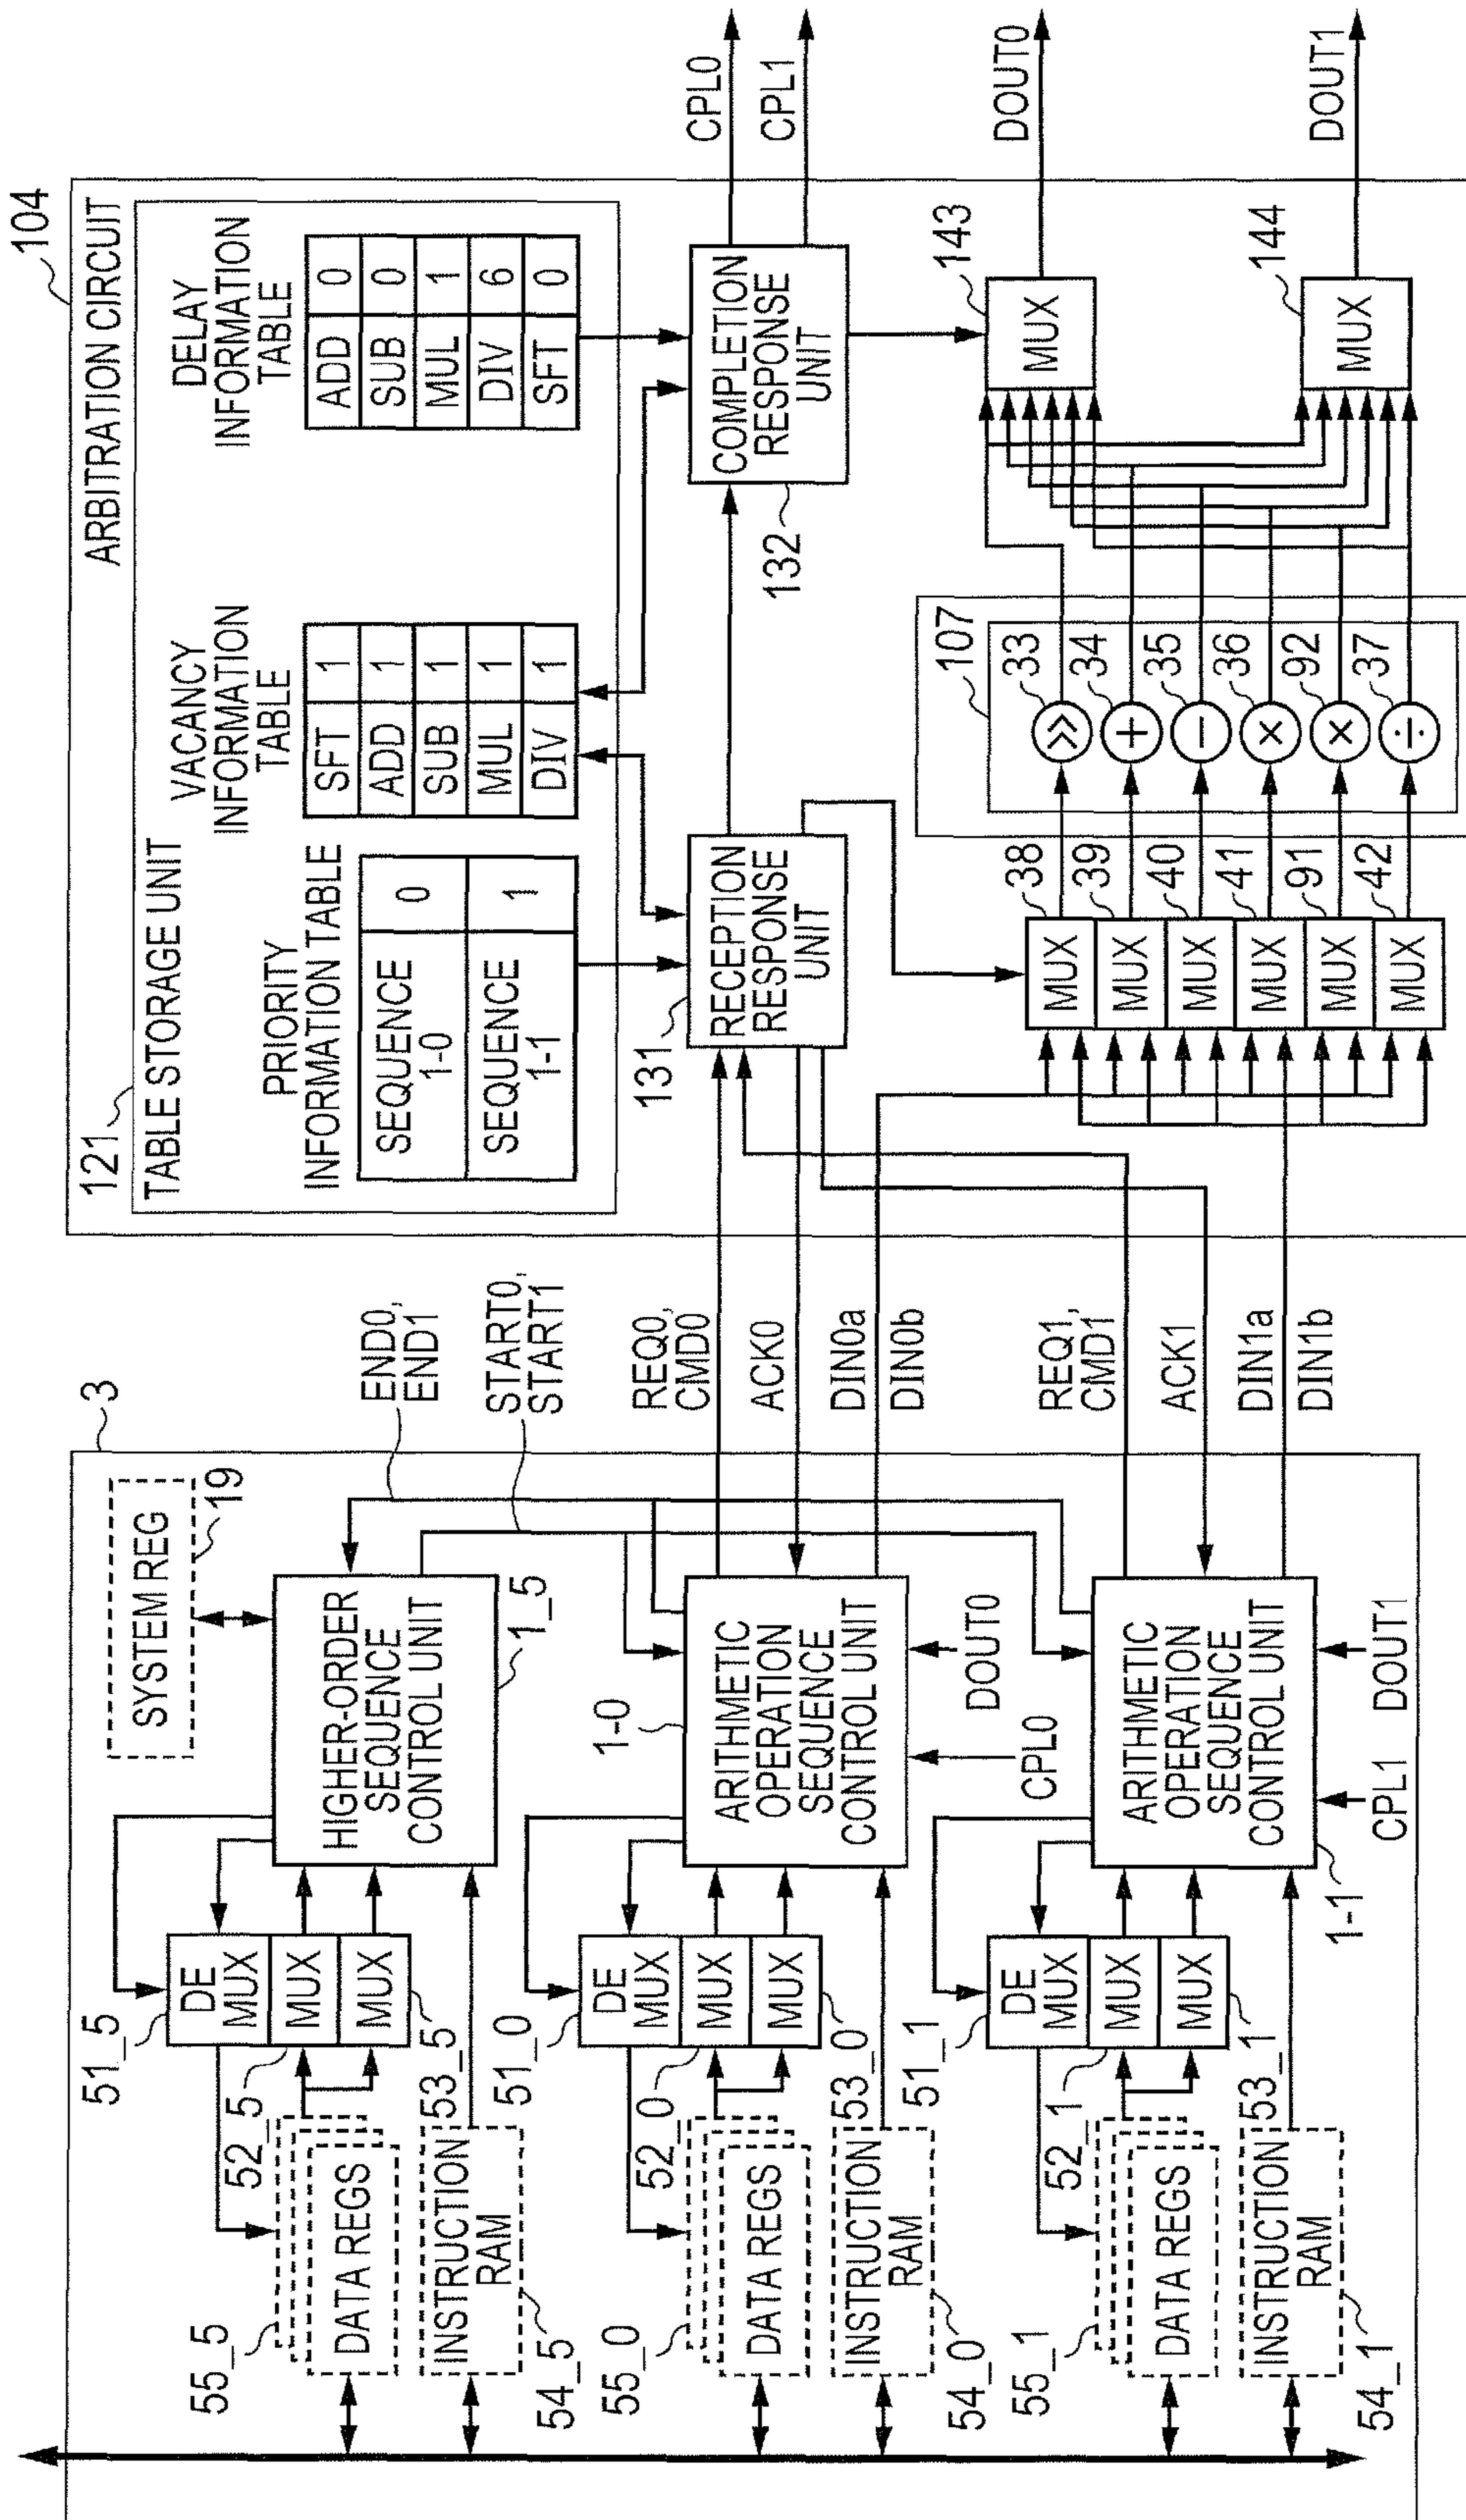 3
SYSTEM REG
19
HIGHER-ORDER
SEQUENCE
CONTROL UNIT
1_5
51_5
DE
MUX
MUX
MUX
52_5
53_5
55_5
DATA REGS
INSTRUCTION
RAM
54_5
END0,
END1
START0,
START1
1-0
ARITHMETIC
OPERATION
SEQUENCE
CONTROL UNIT
51_0
DE
MUX
MUX
MUX
52_0
53_0
55_0
DATA REGS
INSTRUCTION
RAM
54_0
CPL0
DOUT0
REQ0,
CMD0
ACK0
DIN0a
DIN0b
ARITHMETIC
OPERATION
SEQUENCE
CONTROL UNIT
1-1
51_1
DE
MUX
MUX
MUX
52_1
53_1
55_1
DATA REGS
INSTRUCTION
RAM
54_1
CPL1
DOUT1
REQ1,
CMD1
ACK1
DIN1a
DIN1b
104
ARBITRATION CIRCUIT
121
TABLE STORAGE UNIT
PRIORITY
INFORMATION TABLE
SEQUENCE
1-0
0
SEQUENCE
1-1
1
VACANCY
INFORMATION
TABLE
SFT 1
ADD 1
SUB 1
MUL 1
DIV 1
DELAY
INFORMATION
TABLE
ADD 0
SUB 0
MUL 1
DIV 6
SFT 0
131
RECEPTION
RESPONSE
UNIT
132
COMPLETION
RESPONSE
UNIT
CPL0
CPL1
107
MUX 38 >> 33
MUX 39 + 34
MUX 40 − 35
MUX 41 × 36
MUX 91 × 92
MUX 42 ÷ 37
MUX 143
DOUT0
MUX 144
DOUT1